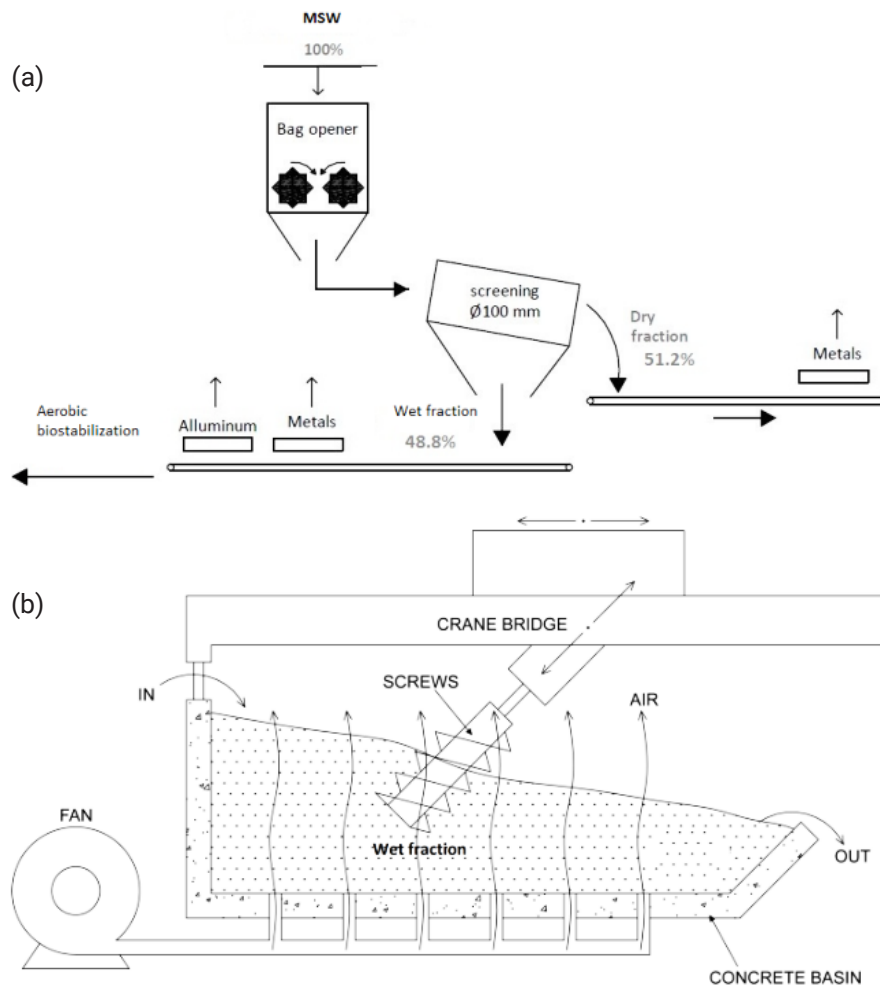 MSW
100%
(a)
Bag opener
screening
Ø100 mm
Dry
fraction
51.2%
Metals
Aerobic
biostabilization
Alluminum
Metals
Wet fraction
48.8%
(b)
CRANE BRIDGE
SCREWS
IN
AIR
FAN
Wet fraction
OUT
CONCRETE BASIN